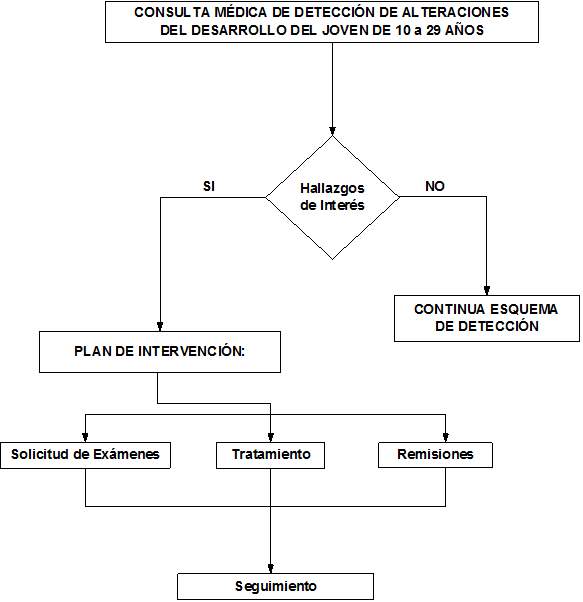 CONSULTA MÉDICA DE DETECCIÓN DE ALTERACIONES
DEL DESARROLLO DEL JOVEN DE 10 a 29 AÑOS
Hallazgos
de Interés
SI
NO
CONTINUA ESQUEMA
DE DETECCIÓN
PLAN DE INTERVENCIÓN:
Solicitud de Exámenes
Tratamiento
Remisiones
Seguimiento